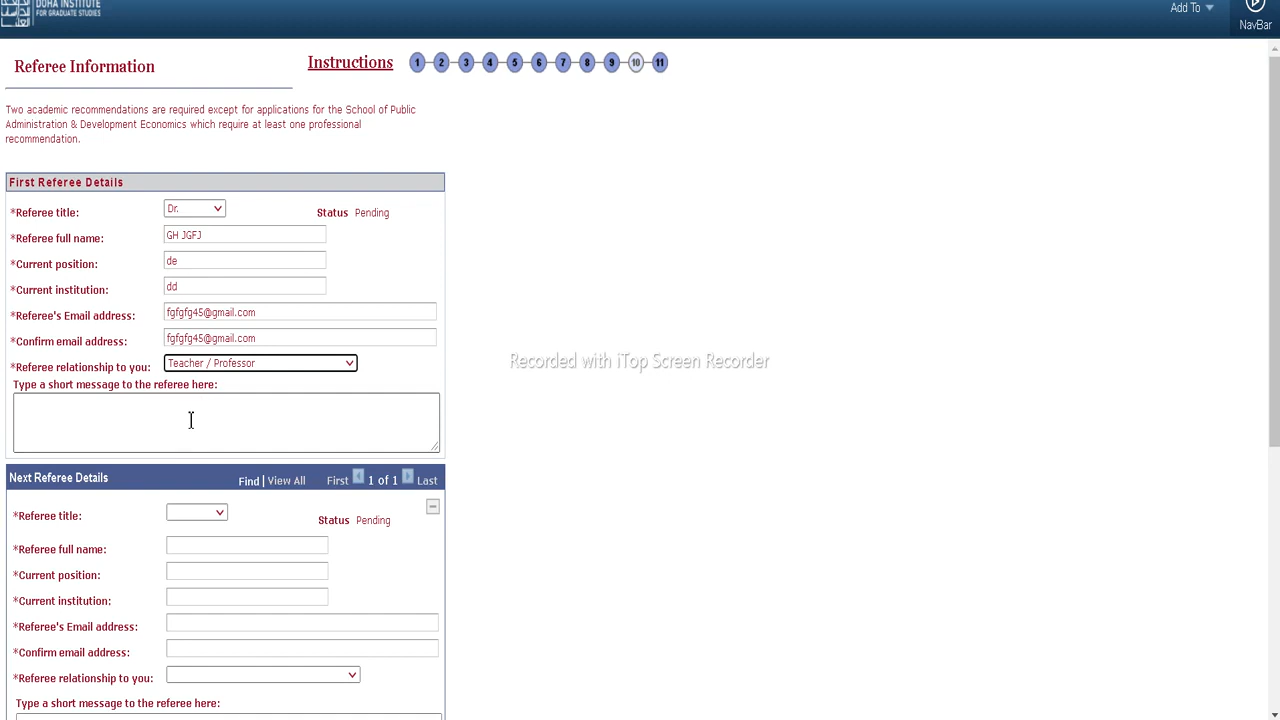 DOHA INSTITUTE
FOR GRADUATE STUDIES
Add To
NavBar
Referee Information
Instructions
1 2 3 4 5 6 7 8 9 10 11
Two academic recommendations are required except for applications for the School of Public
Administration & Development Economics which require at least one professional
recommendation.
First Referee Details
*Referee title: Dr. Status Pending
*Referee full name: GH JGFJ
*Current position: de
*Current institution: dd
*Referee's Email address: fgfgfg45@gmail.com
*Confirm email address: fgfgfg45@gmail.com
*Referee relationship to you: Teacher / Professor
Type a short message to the referee here:
Recorded with iTop Screen Recorder
Next Referee Details Find | View All First 1 of 1 Last
*Referee title: Status Pending
*Referee full name:
*Current position:
*Current institution:
*Referee's Email address:
*Confirm email address:
*Referee relationship to you:
Type a short message to the referee here: